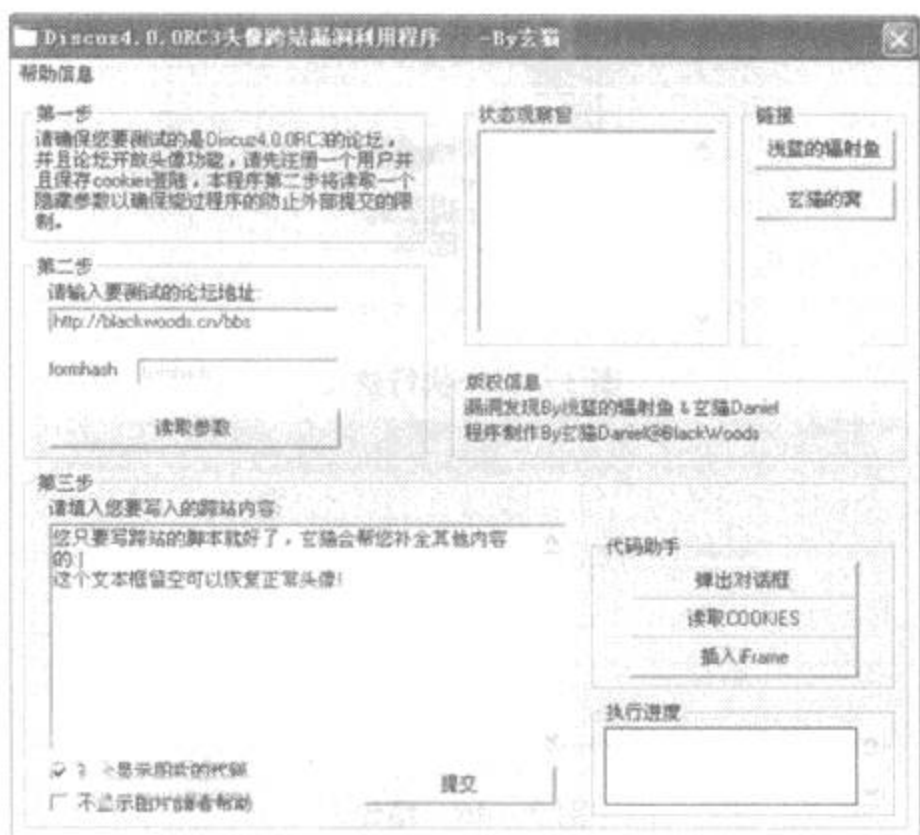 Discuz4.0.0RC3头像跨站漏洞利用程序 -By玄猫
帮助信息
第一步
请确保您要测试的是Discuz4.0.0RC3的论坛，
并且论坛开放头像功能，请先注册一个用户并
且保存cookies登陆，本程序第二步将读取一个
隐藏参数以确保绕过程序的防止外部提交的限
制。
状态观察窗
链接
浅蓝的辐射鱼
玄猫的窝
第二步
请输入要测试的论坛地址:
http://blackwoods.cn/bbs
formhash
读取参数
版权信息
漏洞发现By浅蓝的辐射鱼 & 玄猫Daniel
程序制作By玄猫Daniel@BlackWoods
第三步
请填入您要写入的跨站内容:
您只要写跨站的脚本就好了，玄猫会帮您补全其他内容
的:]
这个文本框留空可以恢复正常头像!
代码助手
弹出对话框
读取COOKIES
插入iFrame
执行进度
显示图片的代码
不显示图片
提交